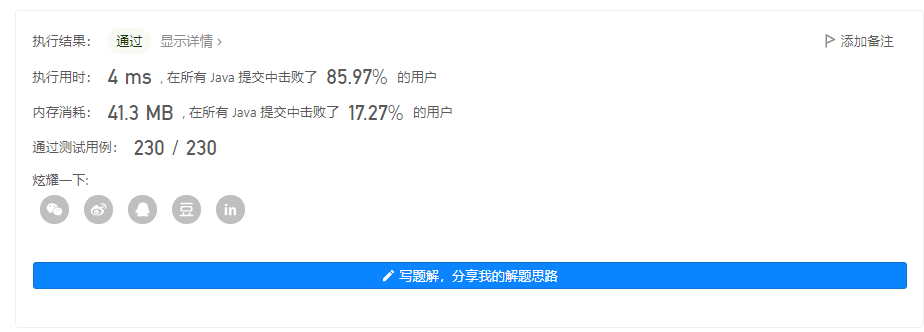 执行结果： 通过 显示详情 › 添加备注
执行用时： 4 ms , 在所有 Java 提交中击败了 85.97% 的用户
内存消耗： 41.3 MB , 在所有 Java 提交中击败了 17.27% 的用户
通过测试用例： 230 / 230
炫耀一下:
豆 in
写题解，分享我的解题思路